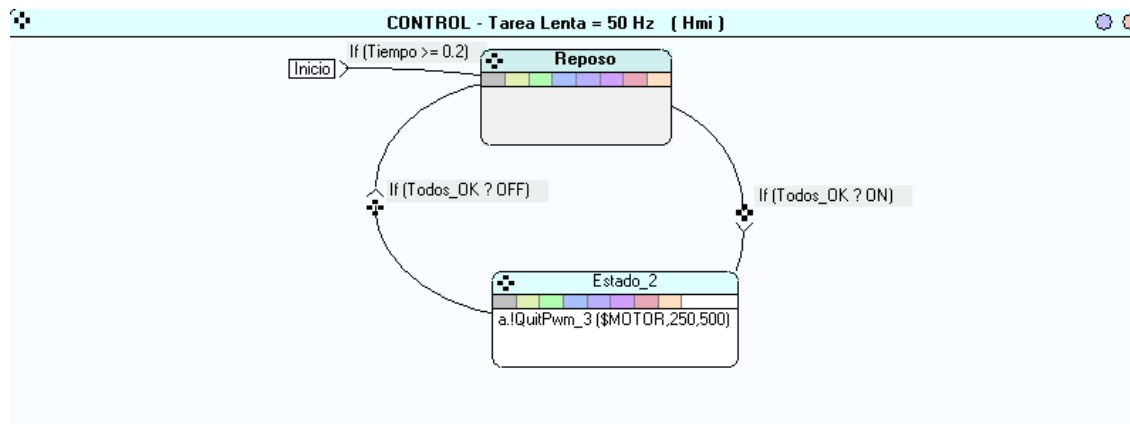 CONTROL - Tarea Lenta = 50 Hz ( Hmi )
If (Tiempo >= 0.2)
Inicio
Reposo
If (Todos_OK ? OFF)
If (Todos_OK ? ON)
Estado_2
a.!QuitPwm_3 ($MOTOR,250,500)